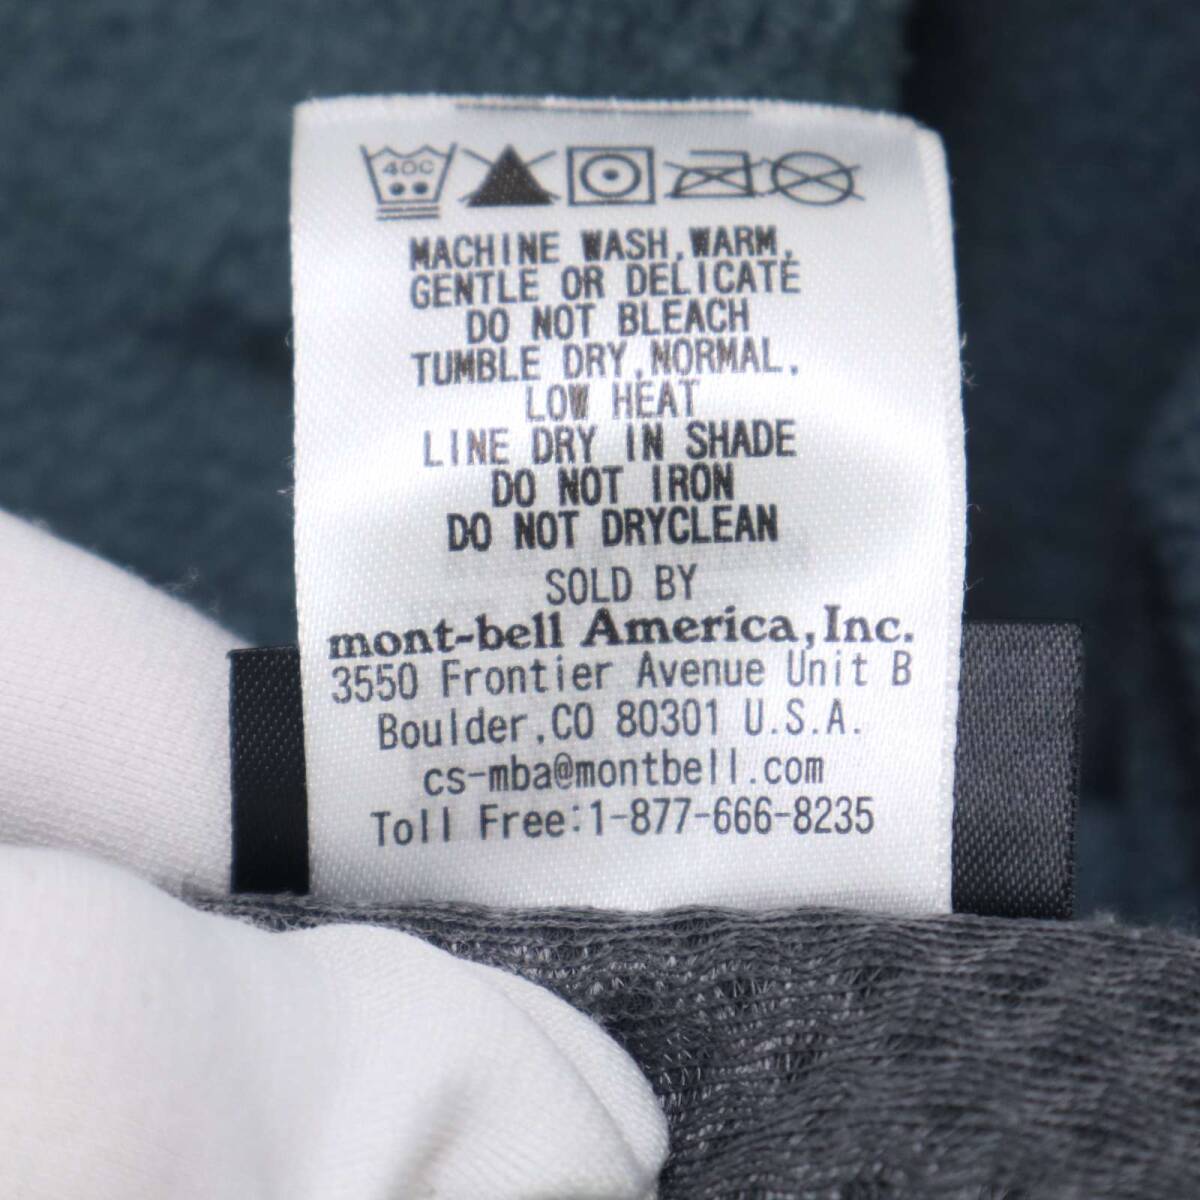 40C
MACHINE WASH,WARM,
GENTLE OR DELICATE
DO NOT BLEACH
TUMBLE DRY,NORMAL,
LOW HEAT
LINE DRY IN SHADE
DO NOT IRON
DO NOT DRYCLEAN
SOLD BY
mont-bell America,Inc.
3550 Frontier Avenue Unit B
Boulder,CO 80301 U.S.A.
cs-mba@montbell.com
Toll Free:1-877-666-8235